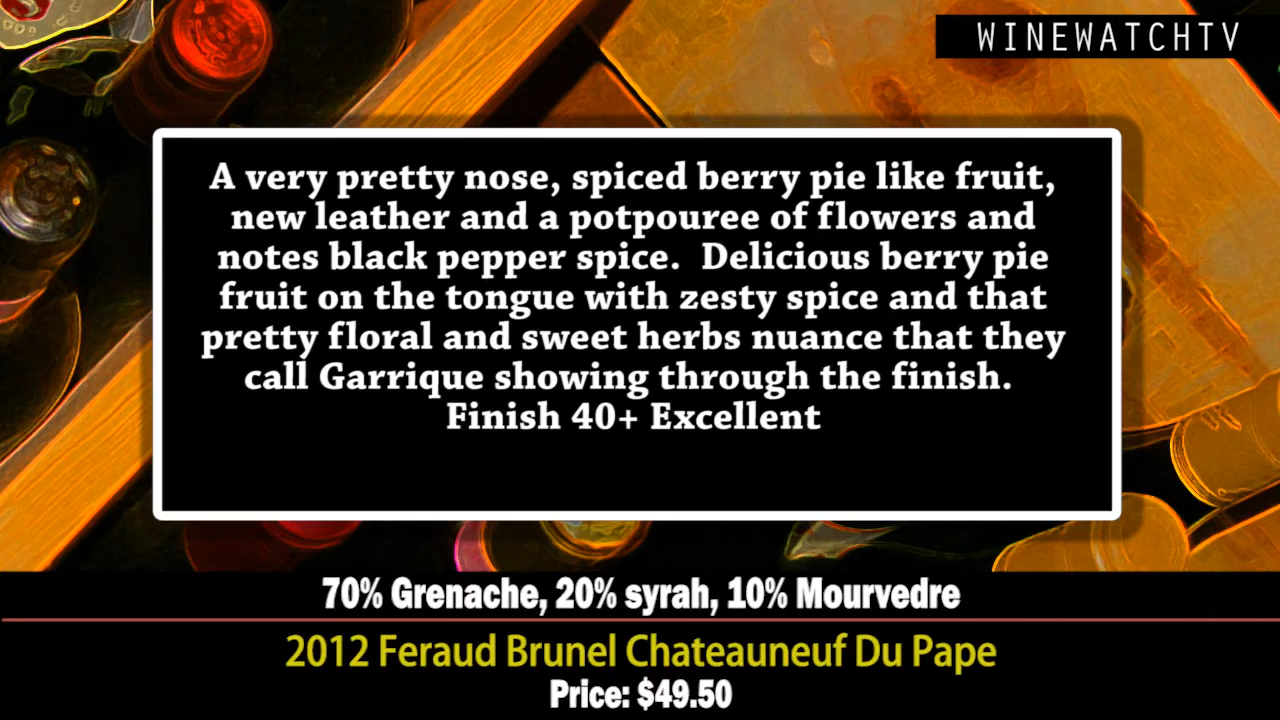 WINEWATCHTV
A very pretty nose, spiced berry pie like fruit,
new leather and a potpouree of flowers and
notes black pepper spice.  Delicious berry pie
fruit on the tongue with zesty spice and that
pretty floral and sweet herbs nuance that they
call Garrique showing through the finish.
Finish 40+ Excellent
70% Grenache, 20% syrah, 10% Mourvedre
2012 Feraud Brunel Chateauneuf Du Pape
Price: $49.50